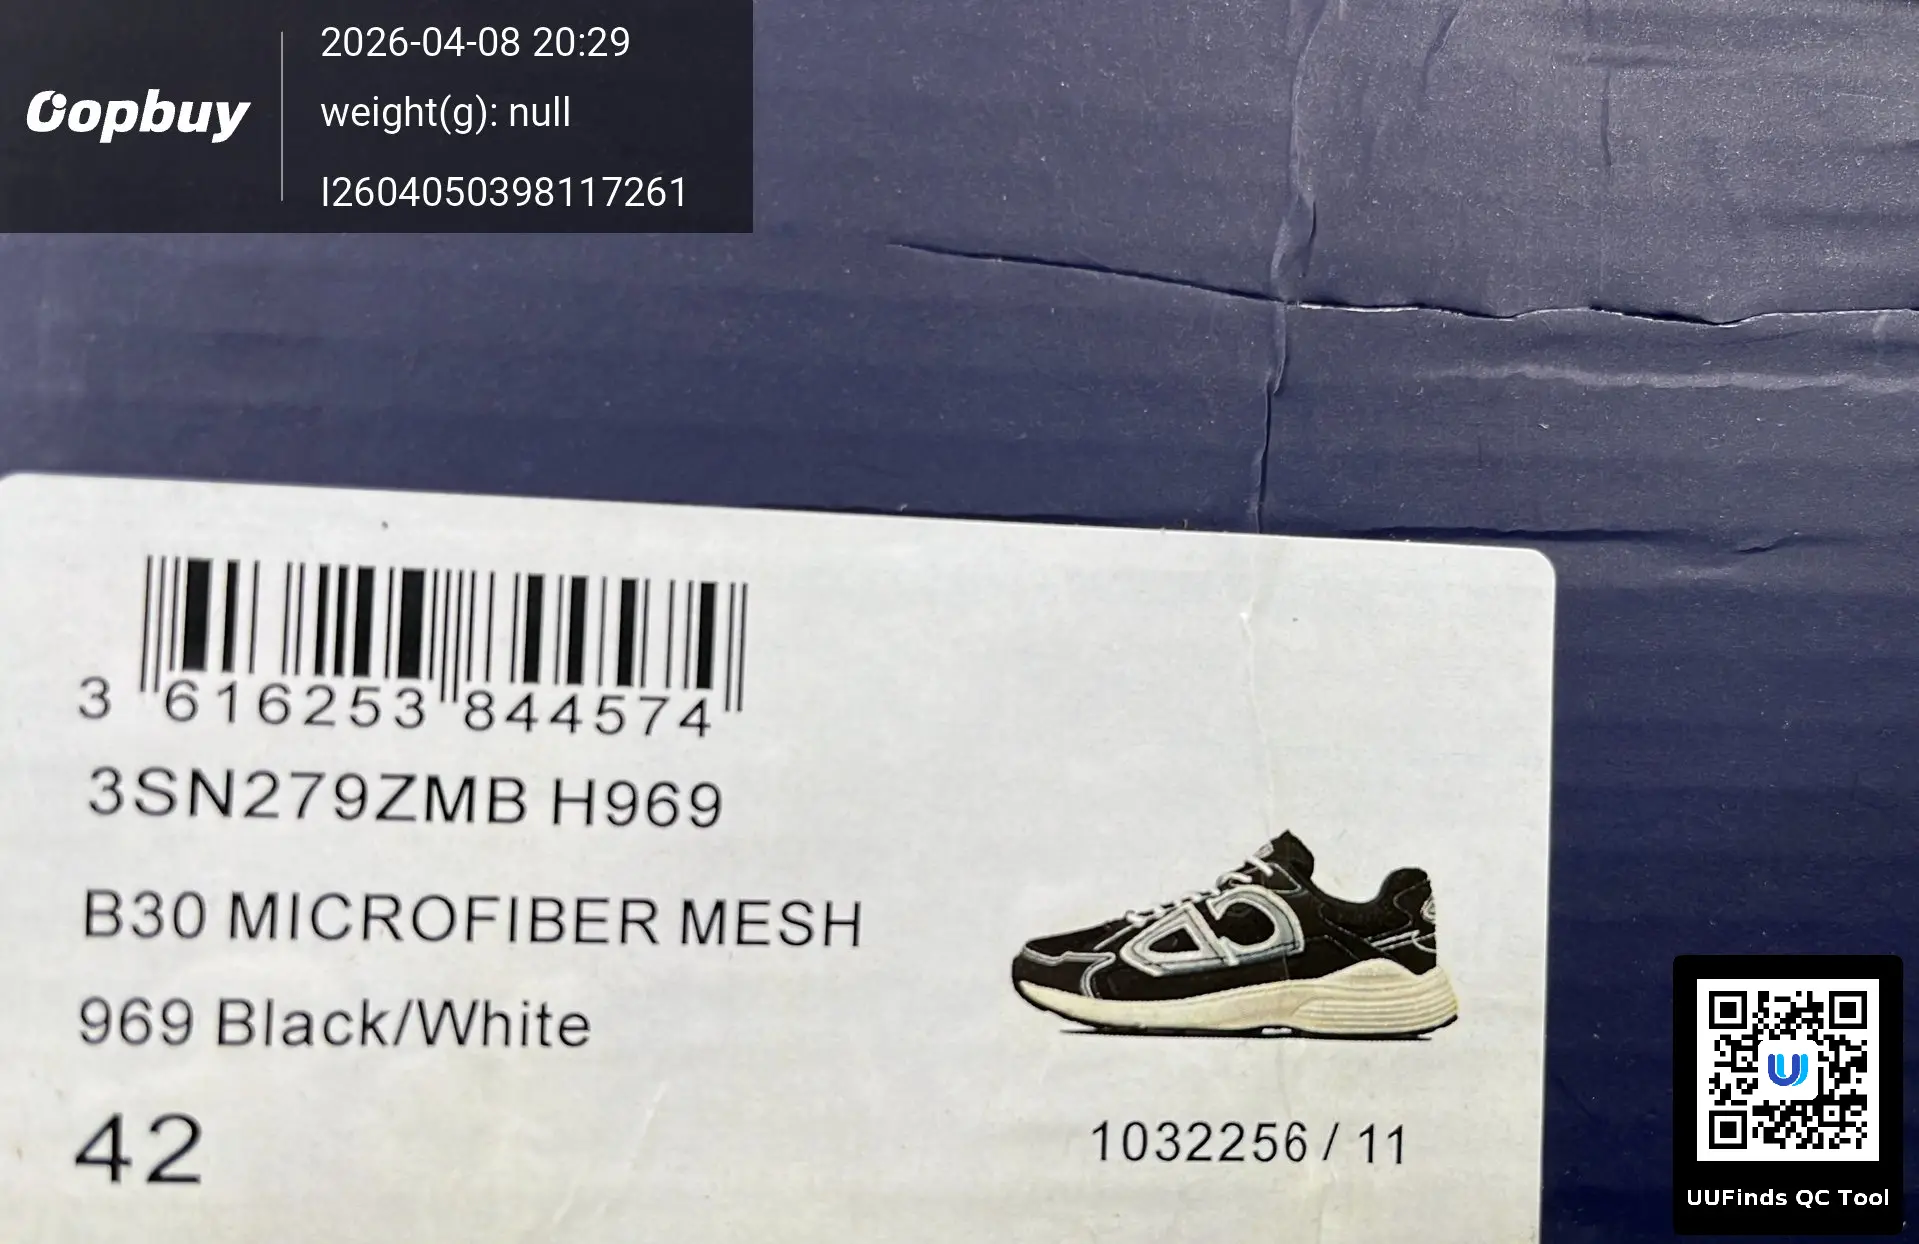 Oopbuy
2026-04-08 20:29
weight(g): null
I2604050398117261
3 616253 844574
3SN279ZMB H969
B30 MICROFIBER MESH
969 Black/White
42
1032256 / 11
UUFinds QC Tool